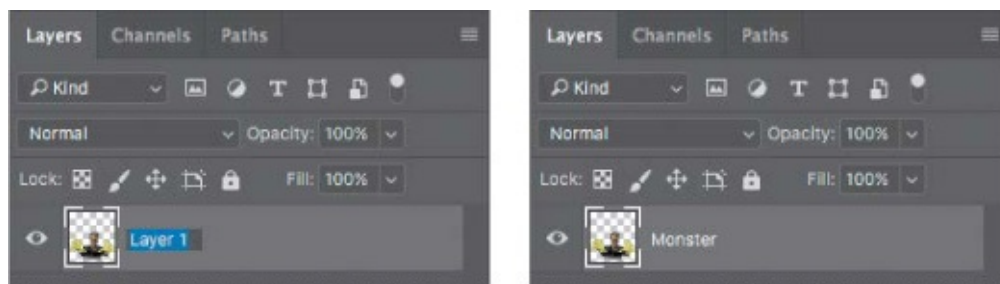 Layers Channels Paths
Kind
Normal Opacity: 100%
Lock: Fill: 100%
Layer 1
Layers Channels Paths
Kind
Normal Opacity: 100%
Lock: Fill: 100%
Monster